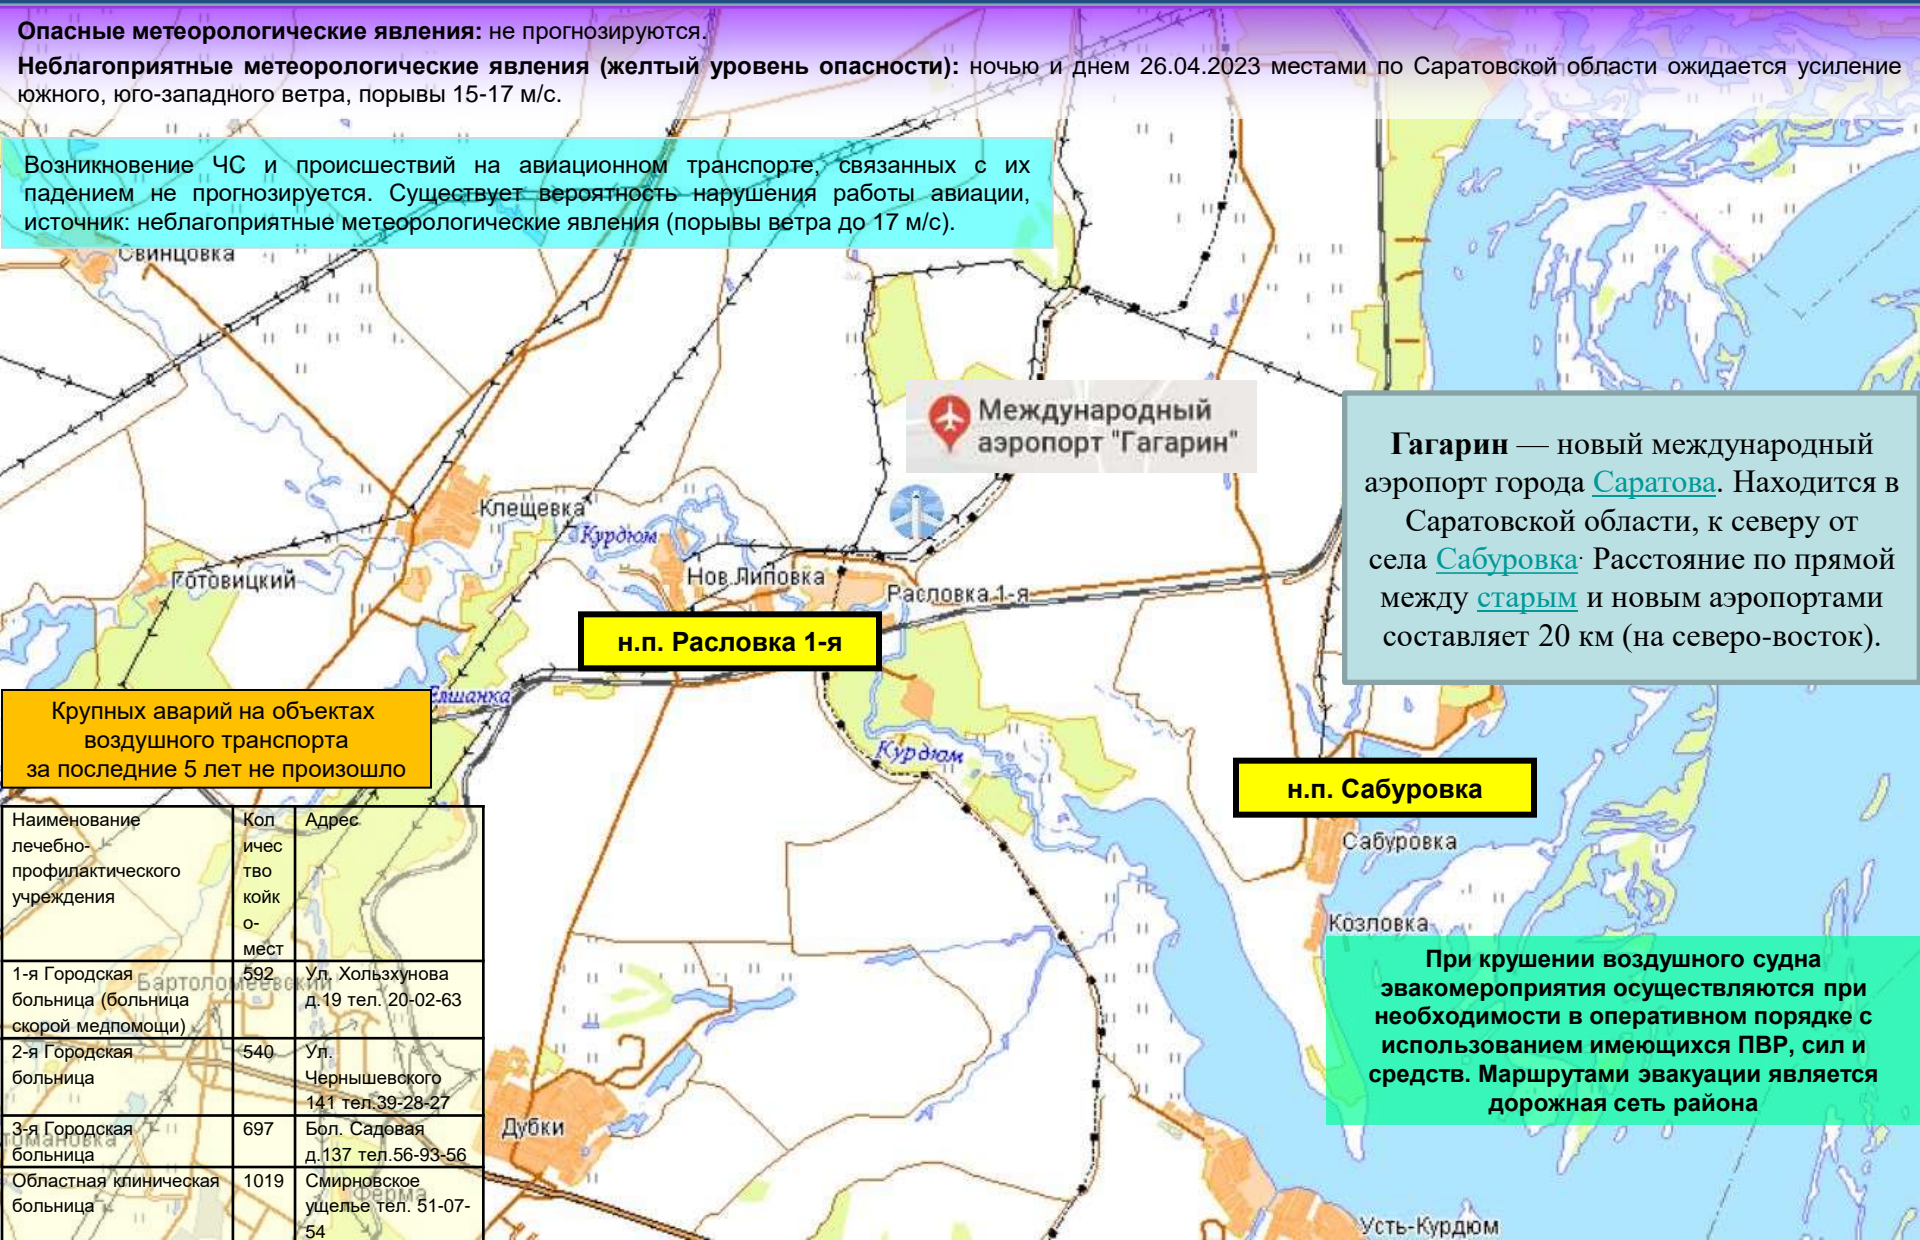 Опасные метеорологические явления: не прогнозируются.
Неблагоприятные метеорологические явления (желтый уровень опасности): ночью и днем 26.04.2023 местами по Саратовской области ожидается усиление
южного, юго-западного ветра, порывы 15-17 м/с.
Возникновение ЧС и происшествий на авиационном транспорте, связанных с их
падением не прогнозируется. Существует вероятность нарушения работы авиации,
источник: неблагоприятные метеорологические явления (порывы ветра до 17 м/с).
Свинцовка
Международный
аэропорт "Гагарин"
Гагарин — новый международный
аэропорт города Саратова. Находится в
Саратовской области, к северу от
села Сабуровка. Расстояние по прямой
между старым и новым аэропортами
составляет 20 км (на северо-восток).
Клещевка
Курдюм
Готовицкий
Нов.Липовка
Расловка 1-я
н.п. Расловка 1-я
Елшанка
Крупных аварий на объектах
воздушного транспорта
за последние 5 лет не произошло
Курдюм
н.п. Сабуровка
Сабуровка
Козловка
Наименование
лечебно-
профилактического
учреждения
Кол
ичес
тво
койк
о-
мест
Адрес
1-я Городская
больница (больница
скорой медпомощи)
592
Ул. Хользхунова
д.19 тел. 20-02-63
Бартоломеевский
2-я Городская
больница
540
Ул.
Чернышевского
141 тел.39-28-27
3-я Городская
больница
697
Бол. Садовая
д.137 тел.56-93-56
Областная клиническая
больница
1019
Смирновское
ущелье тел. 51-07-
54
Ферма
Дубки
При крушении воздушного судна
эвакомероприятия осуществляются при
необходимости в оперативном порядке с
использованием имеющихся ПВР, сил и
средств. Маршрутами эвакуации является
дорожная сеть района
Усть-Курдюм